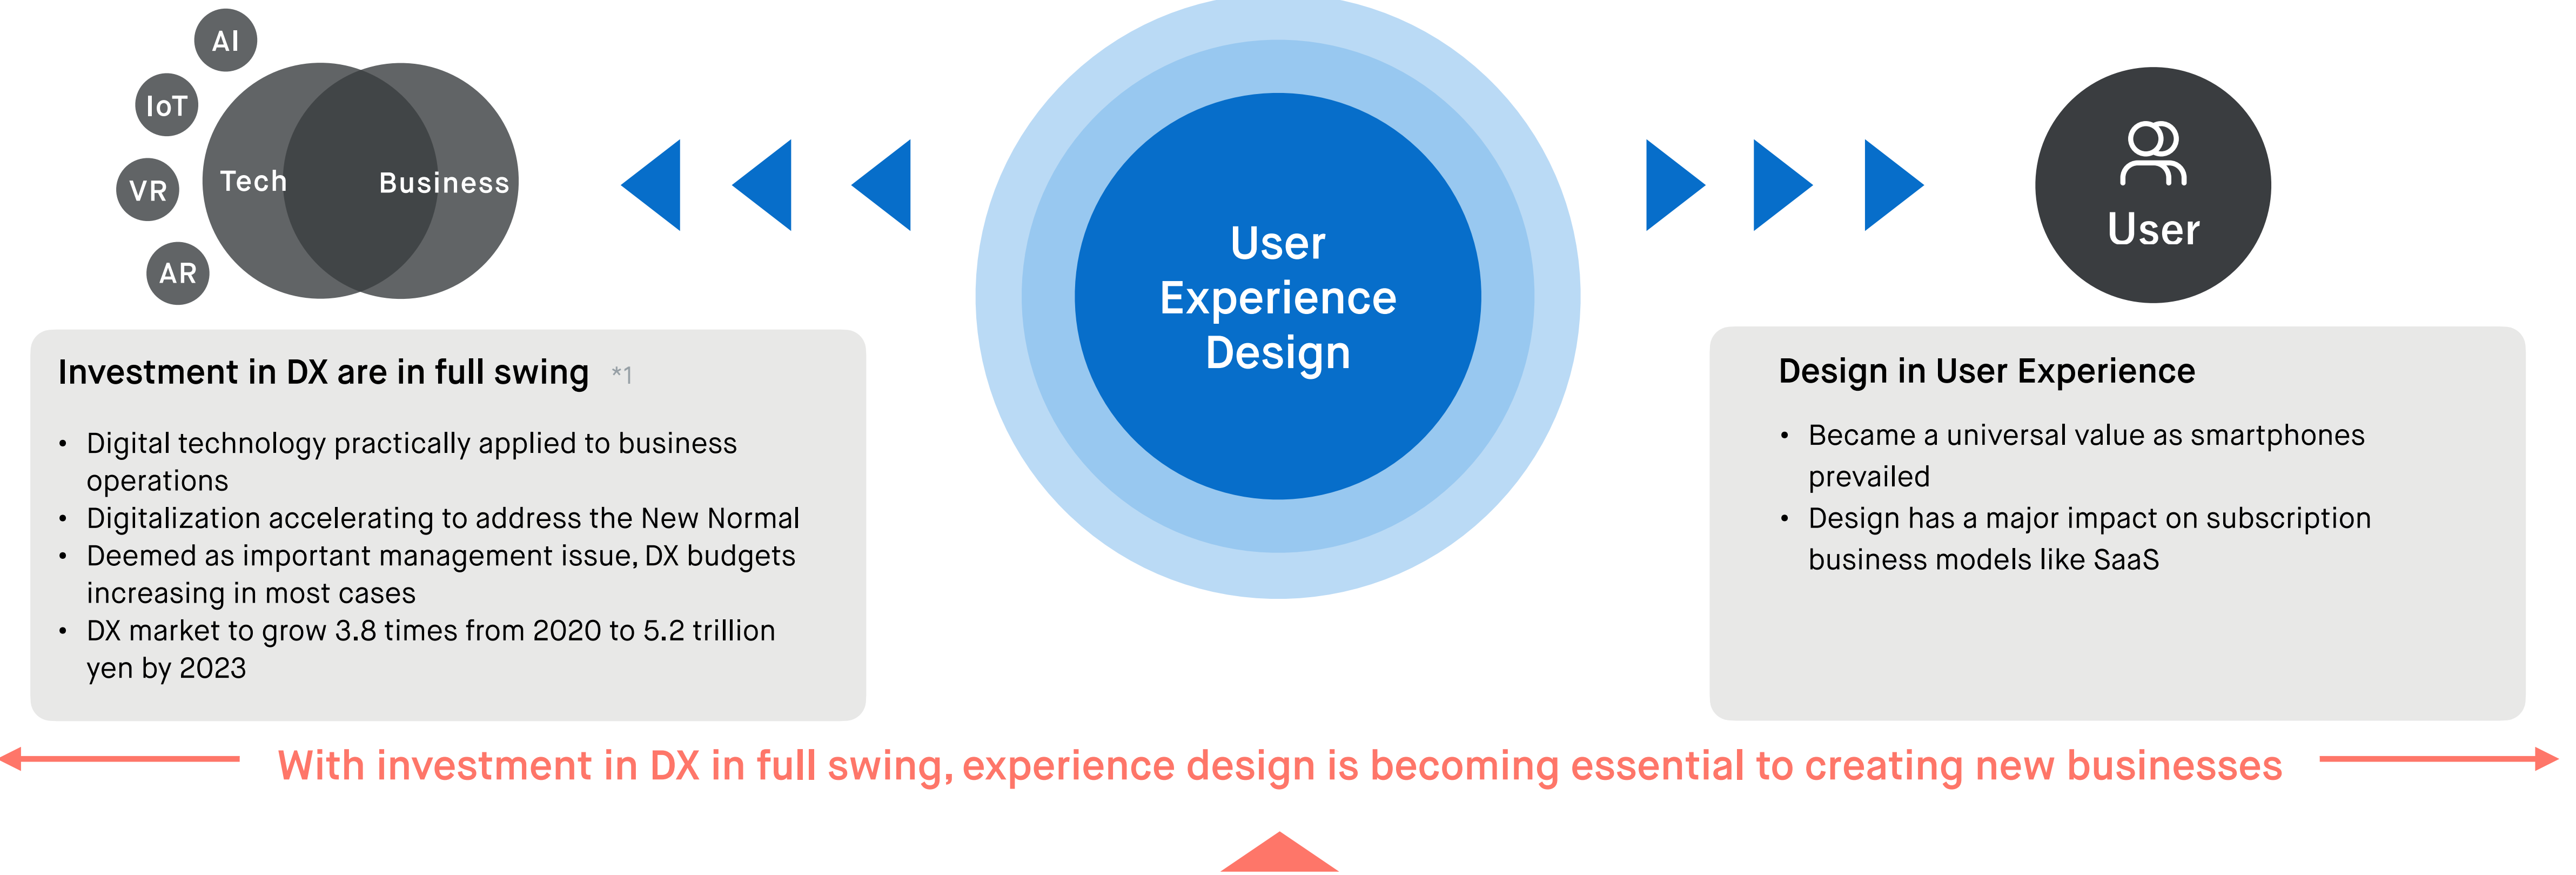 AI
IoT
VR
AR
Tech
Business
User
Experience
Design
User
Investment in DX are in full swing *1
• Digital technology practically applied to business
operations
• Digitalization accelerating to address the New Normal
• Deemed as important management issue, DX budgets
increasing in most cases
• DX market to grow 3.8 times from 2020 to 5.2 trillion
yen by 2023
Design in User Experience
• Became a universal value as smartphones
prevailed
• Design has a major impact on subscription
business models like SaaS
With investment in DX in full swing, experience design is becoming essential to creating new businesses